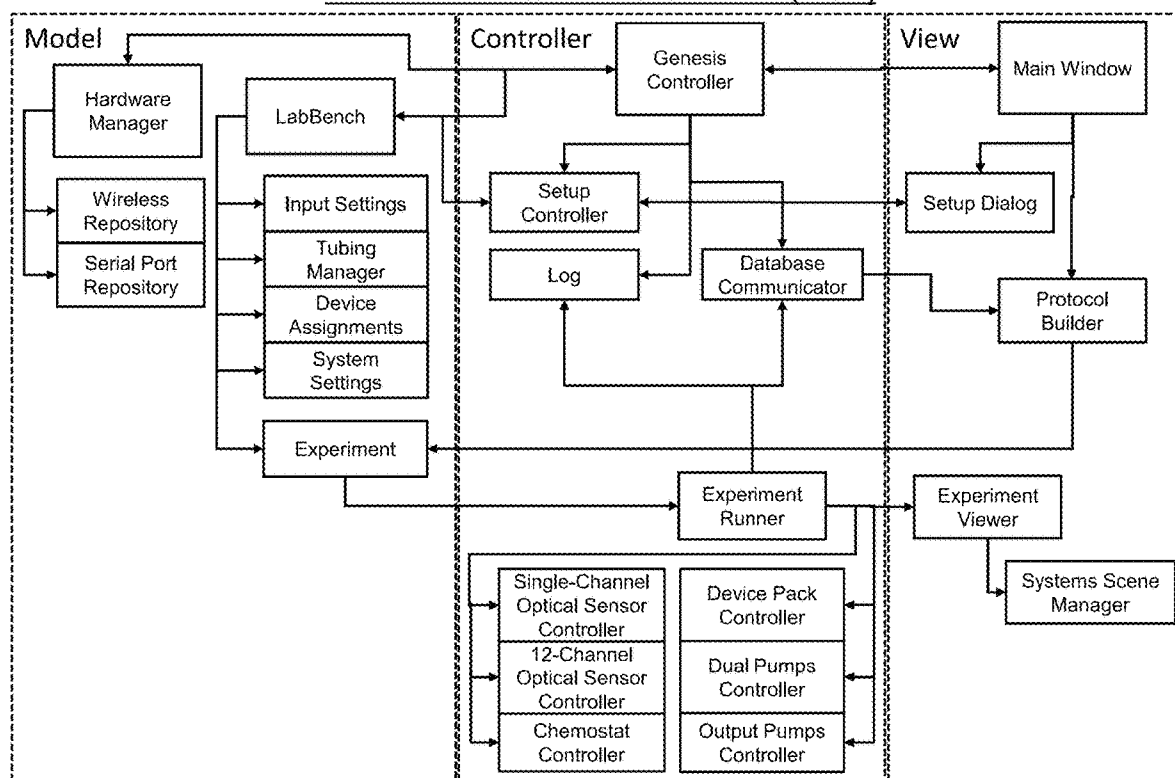 Model
Controller
View
Hardware
Manager
LabBench
Genesis
Controller
Main Window
Wireless
Repository
Serial Port
Repository
Input Settings
Tubing
Manager
Device
Assignments
System
Settings
Experiment
Setup
Controller
Log
Database
Communicator
Setup Dialog
Protocol
Builder
Experiment
Runner
Experiment
Viewer
Systems Scene
Manager
Single-Channel
Optical Sensor
Controller
12-Channel
Optical Sensor
Controller
Chemostat
Controller
Device Pack
Controller
Dual Pumps
Controller
Output Pumps
Controller